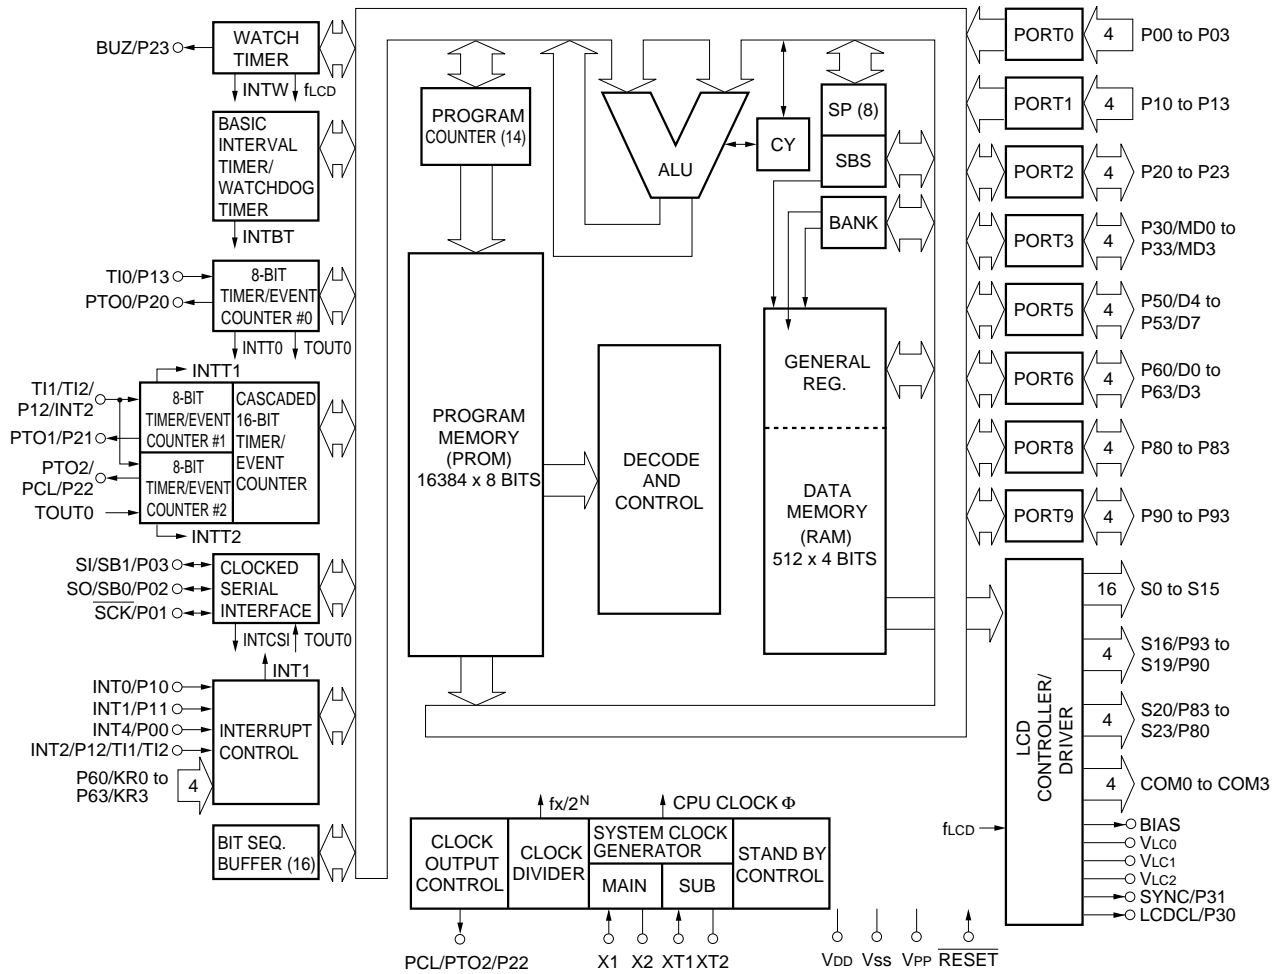 BUZ/P23
WATCH
TIMER
INTW
fLCD
BASIC
INTERVAL
TIMER/
WATCHDOG
TIMER
INTBT
TI0/P13
PTO0/P20
8-BIT
TIMER/EVENT
COUNTER #0
INTT0
TOUT0
INTT1
TI1/TI2/
P12/INT2
PTO1/P21
PTO2/
PCL/P22
TOUT0
8-BIT
TIMER/EVENT
COUNTER #1
8-BIT
TIMER/EVENT
COUNTER #2
CASCADED
16-BIT
TIMER/
EVENT
COUNTER
INTT2
SI/SB1/P03
SO/SB0/P02
SCK/P01
CLOCKED
SERIAL
INTERFACE
INTCSI
TOUT0
INT1
INT0/P10
INT1/P11
INT4/P00
INT2/P12/TI1/TI2
P60/KR0 to
P63/KR3
4
INTERRUPT
CONTROL
BIT SEQ.
BUFFER (16)
PROGRAM
COUNTER (14)
ALU
CY
SP (8)
SBS
BANK
PROGRAM
MEMORY
(PROM)
16384 x 8 BITS
DECODE
AND
CONTROL
GENERAL
REG.
DATA
MEMORY
(RAM)
512 x 4 BITS
fx/2N
CPU CLOCK Φ
CLOCK
OUTPUT
CONTROL
CLOCK
DIVIDER
SYSTEM CLOCK
GENERATOR
MAIN
SUB
STAND BY
CONTROL
PCL/PTO2/P22
X1
X2
XT1
XT2
VDD
VSS
VPP
RESET
PORT0
4
P00 to P03
PORT1
4
P10 to P13
PORT2
4
P20 to P23
PORT3
4
P30/MD0 to
P33/MD3
PORT5
4
P50/D4 to
P53/D7
PORT6
4
P60/D0 to
P63/D3
PORT8
4
P80 to P83
PORT9
4
P90 to P93
LCD
CONTROLLER/
DRIVER
fLCD
16
S0 to S15
4
S16/P93 to
S19/P90
4
S20/P83 to
S23/P80
4
COM0 to COM3
BIAS
VLC0
VLC1
VLC2
SYNC/P31
LCDCL/P30